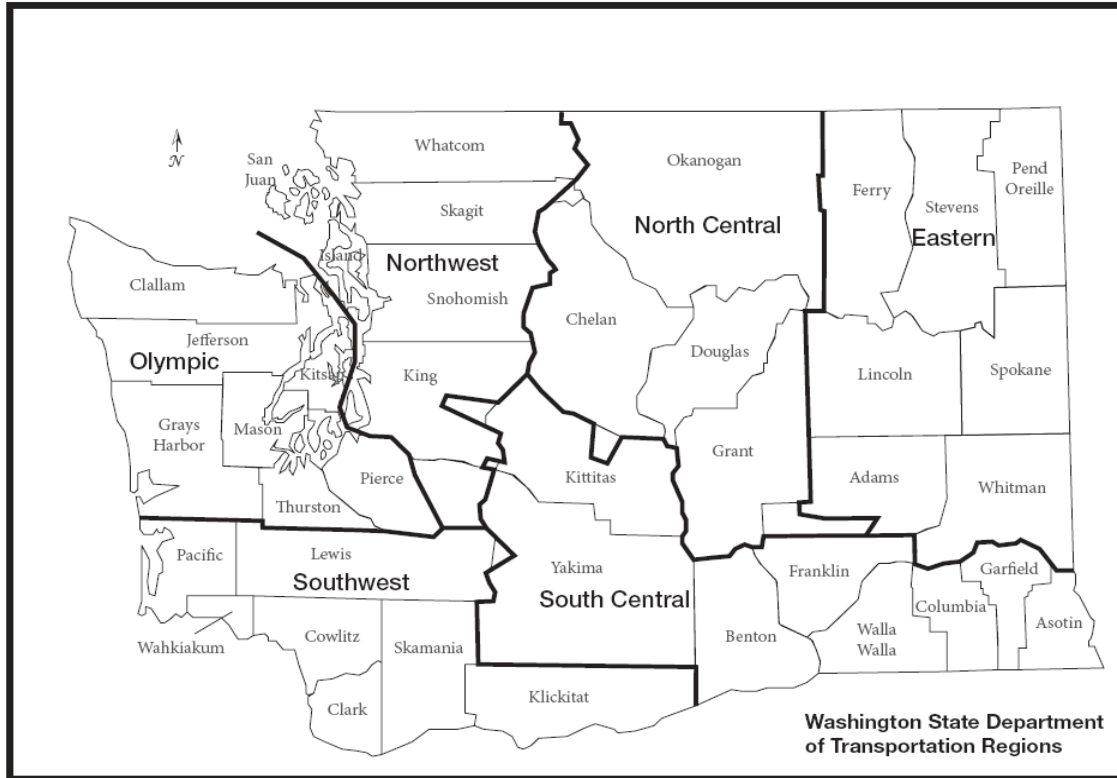 Whatcom
Okanogan
San
Juan
Pend
Oreille
Ferry
Skagit
Stevens
North Central
Eastern
Island
Northwest
Clallam
Snohomish
Chelan
Jefferson
Olympic
Douglas
Kitsap
King
Lincoln
Spokane
Grays
Harbor
Mason
Grant
Pierce
Kittitas
Adams
Whitman
Thurston
Pacific
Lewis
Southwest
Yakima
South Central
Franklin
Garfield
Columbia
Asotin
Wahkiakum
Cowlitz
Skamania
Benton
Walla
Walla
Clark
Klickitat
N
Washington State Department
of Transportation Regions